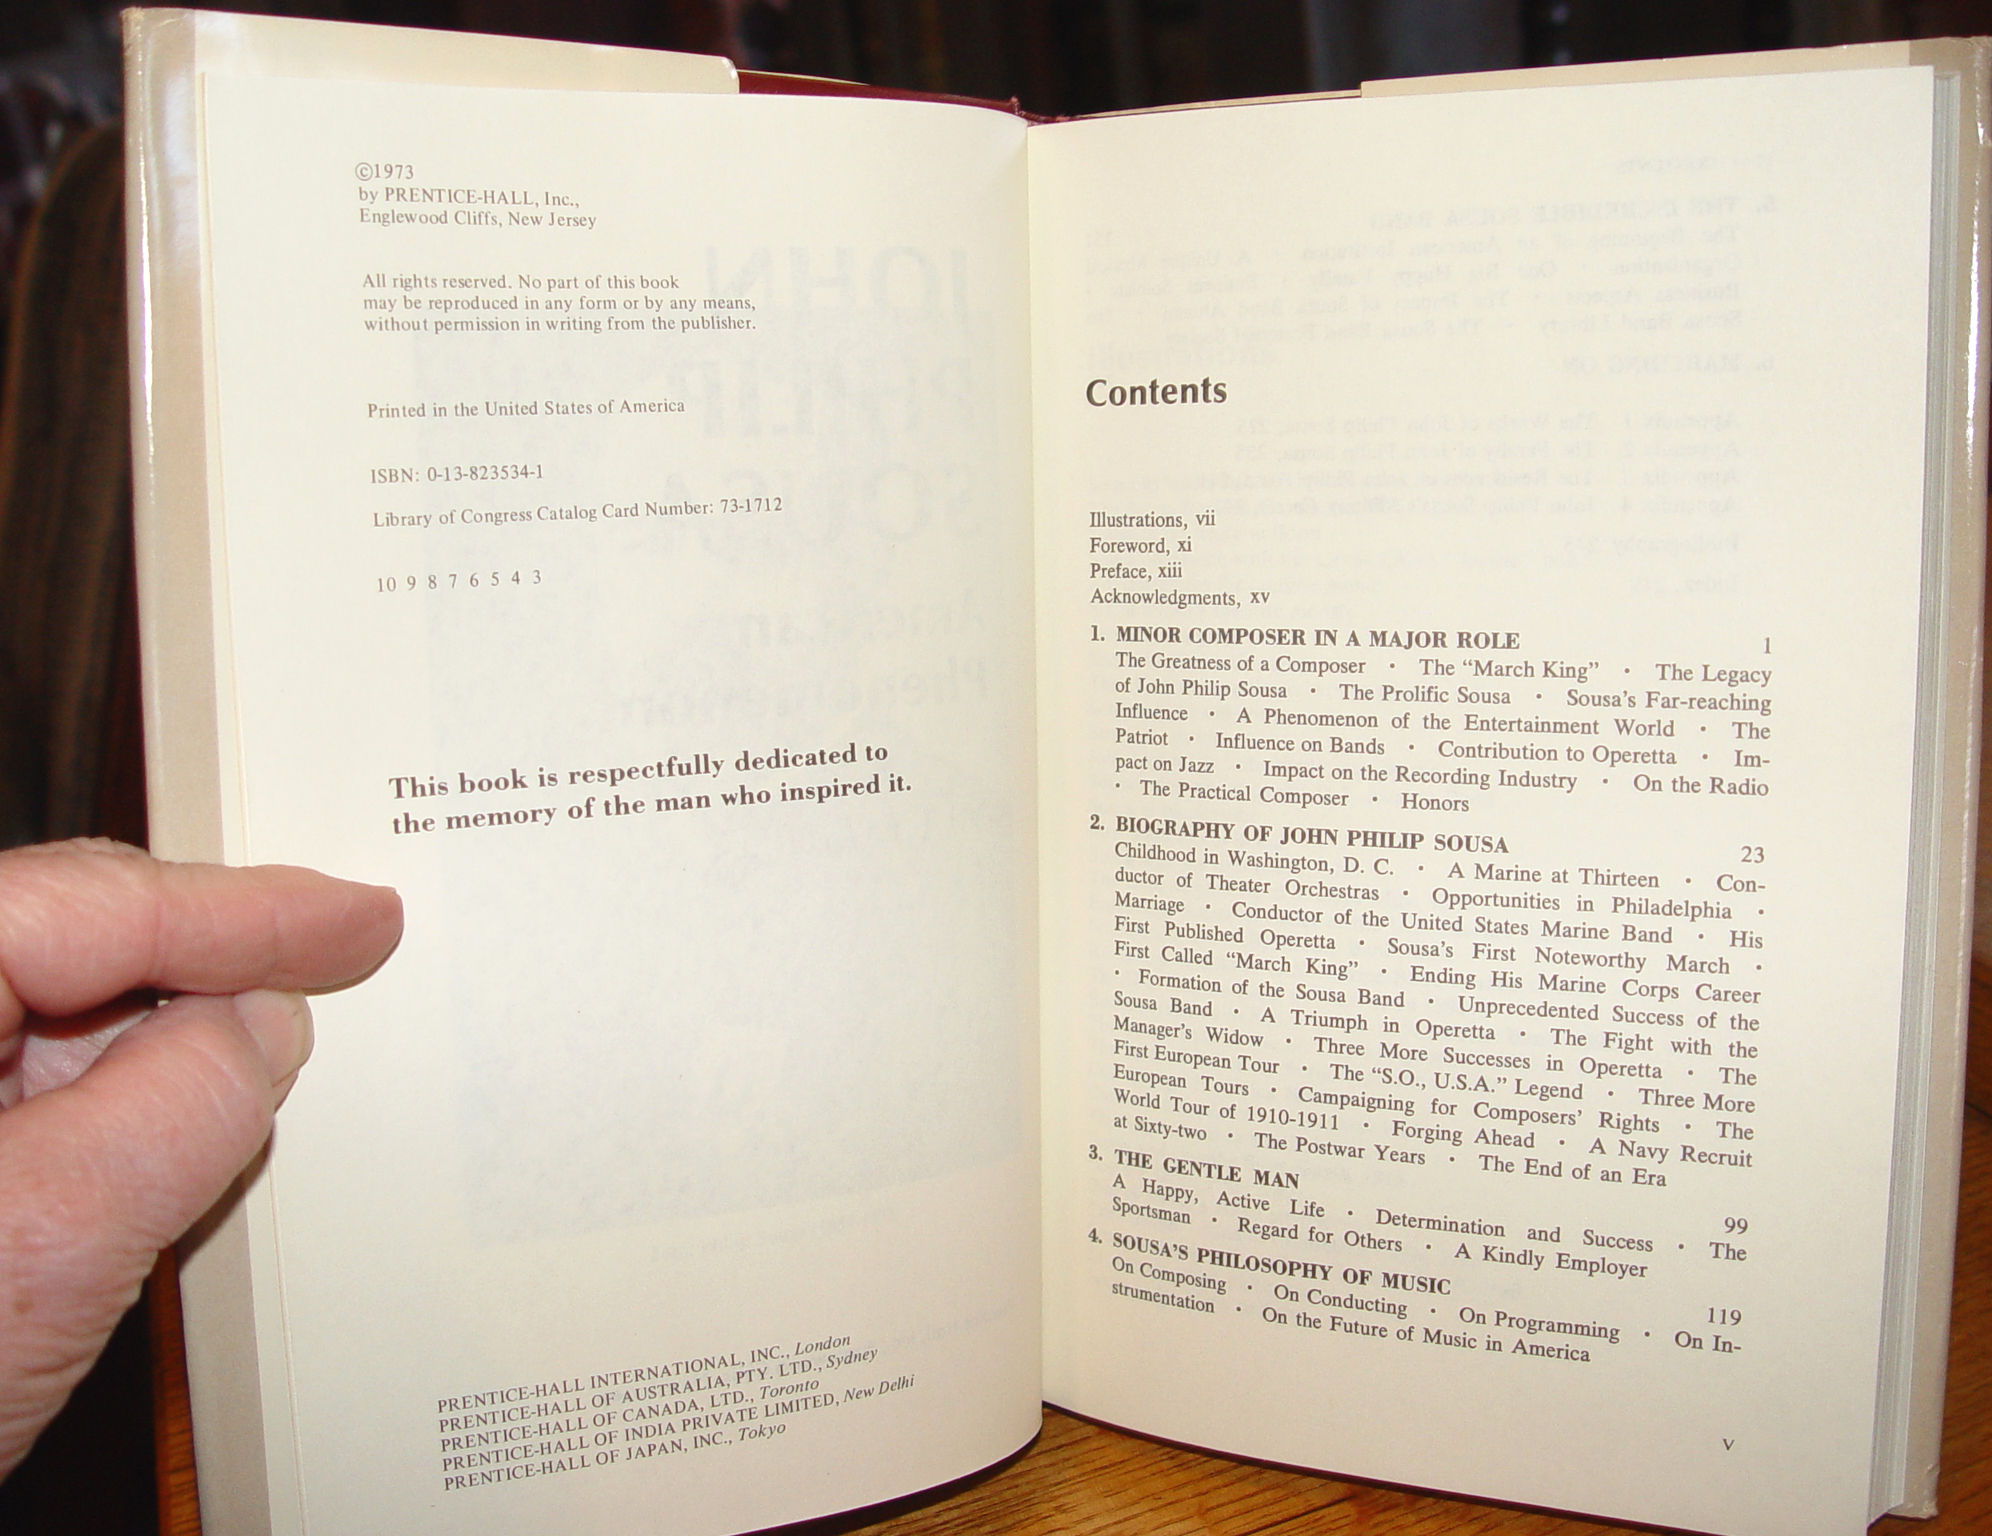 ©1973
by PRENTICE-HALL, Inc.,
Englewood Cliffs, New Jersey
All rights reserved. No part of this book
may be reproduced in any form or by any means,
without permission in writing from the publisher.
Printed in the United States of America
ISBN: 0-13-823534-1
Library of Congress Catalog Card Number: 73-1712
10 9 8 7 6 5 4 3
This book is respectfully dedicated to
the memory of the man who inspired it.
PRENTICE-HALL INTERNATIONAL, INC., London
PRENTICE-HALL OF AUSTRALIA, PTY. LTD., Sydney
PRENTICE-HALL OF CANADA, LTD., Toronto
PRENTICE-HALL OF INDIA PRIVATE LIMITED, New Delhi
PRENTICE-HALL OF JAPAN, INC., Tokyo
Contents
Illustrations, vii
Foreword, xi
Preface, xiii
Acknowledgments, xv
1. MINOR COMPOSER IN A MAJOR ROLE 1
The Greatness of a Composer • The “March King” • The Legacy
of John Philip Sousa • The Prolific Sousa • Sousa’s Far-reaching
Influence • A Phenomenon of the Entertainment World • The
Patriot • Influence on Bands • Contribution to Operetta • Im-
pact on Jazz • Impact on the Recording Industry • On the Radio
• The Practical Composer • Honors
2. BIOGRAPHY OF JOHN PHILIP SOUSA 23
Childhood in Washington, D. C. • A Marine at Thirteen • Con-
ductor of Theater Orchestras • Opportunities in Philadelphia •
Marriage • Conductor of the United States Marine Band • His
First Published Operetta • Sousa’s First Noteworthy March •
First Called “March King” • Ending His Marine Corps Career
• Formation of the Sousa Band • Unprecedented Success of the
Sousa Band • A Triumph in Operetta • The Fight with the
Manager’s Widow • Three More Successes in Operetta • The
First European Tour • The “S.O., U.S.A.” Legend • Three More
European Tours • Campaigning for Composers’ Rights • The
World Tour of 1910-1911 • Forging Ahead • A Navy Recruit
at Sixty-two • The Postwar Years • The End of an Era
3. THE GENTLE MAN 99
A Happy, Active Life • Determination and Success • The
Sportsman • Regard for Others • A Kindly Employer
4. SOUSA’S PHILOSOPHY OF MUSIC 119
On Composing • On Conducting • On Programming • On In-
strumentation • On the Future of Music in America
v